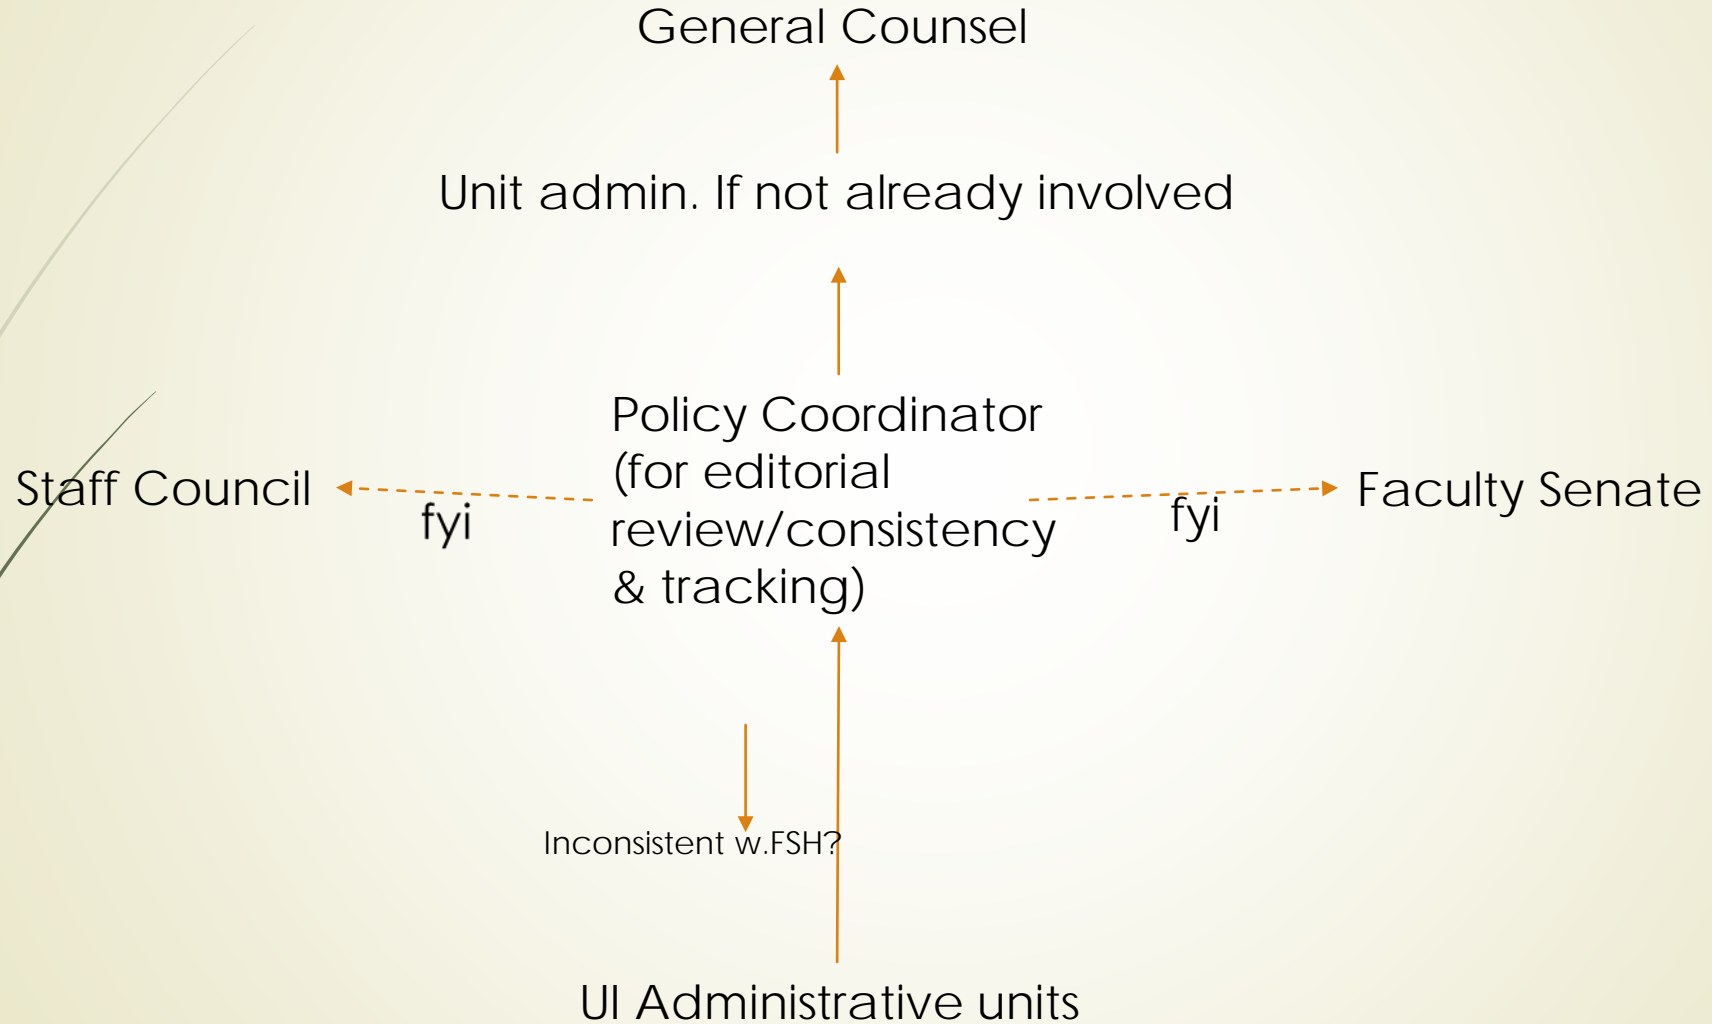 General Counsel
Unit admin. If not already involved
Policy Coordinator
(for editorial
review/consistency
& tracking)
Staff Council
fyi
fyi
Faculty Senate
Inconsistent w.FSH?
UI Administrative units